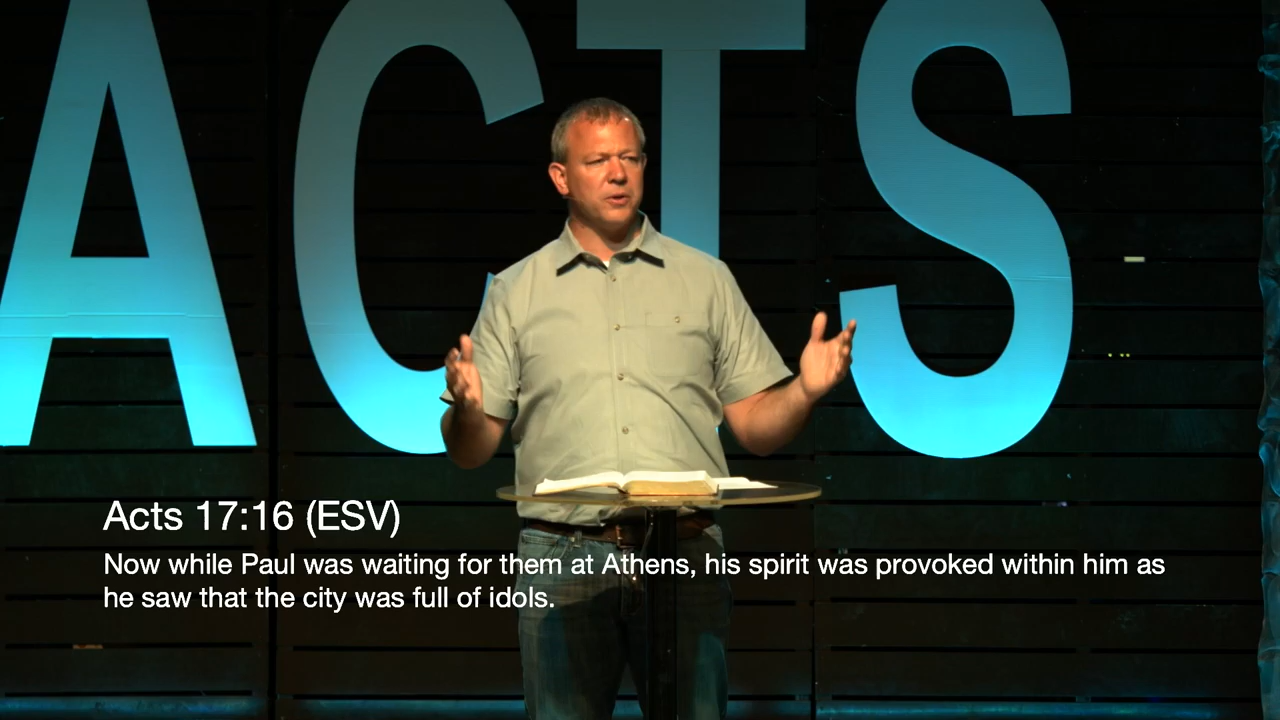 ACTS
Acts 17:16 (ESV)
Now while Paul was waiting for them at Athens, his spirit was provoked within him as
he saw that the city was full of idols.